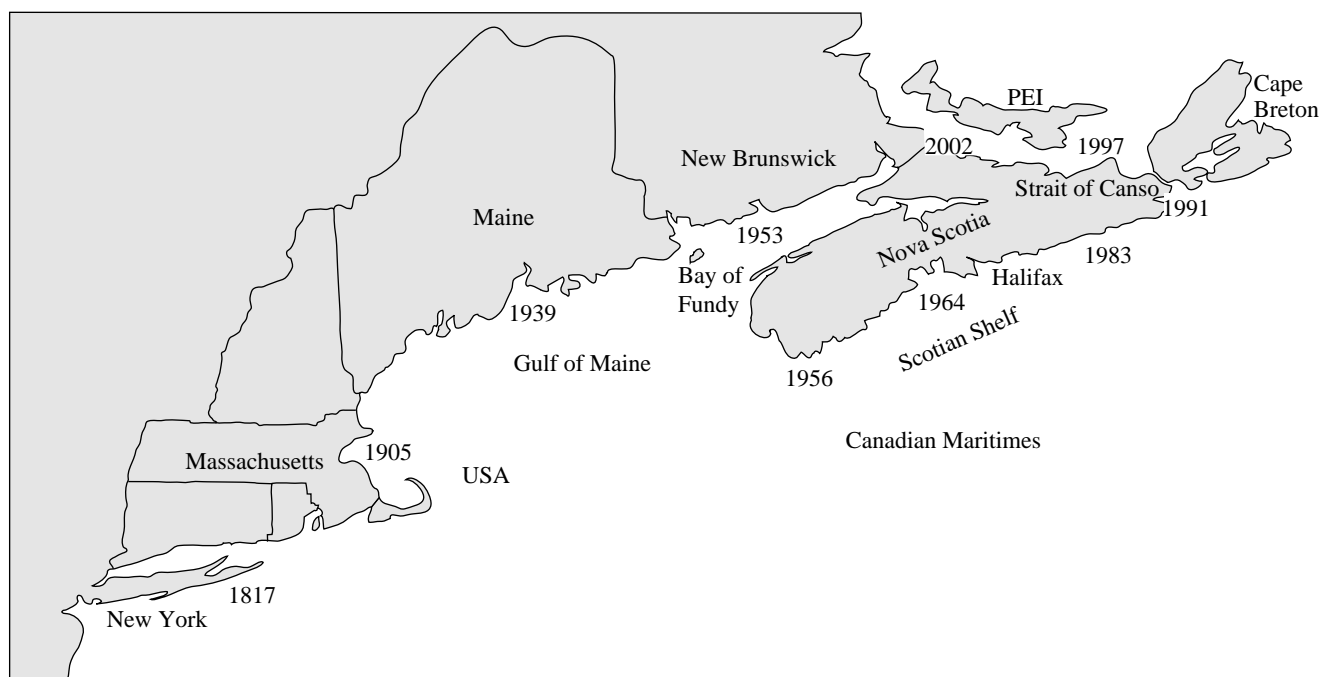 Cape
Breton
PEI
2002
1997
New Brunswick
Strait of Canso
1991
Maine
1953
Nova Scotia
1983
Bay of
Fundy
Halifax
1939
1964
Scotian Shelf
Gulf of Maine
1956
Canadian Maritimes
1905
Massachusetts
USA
1817
New York